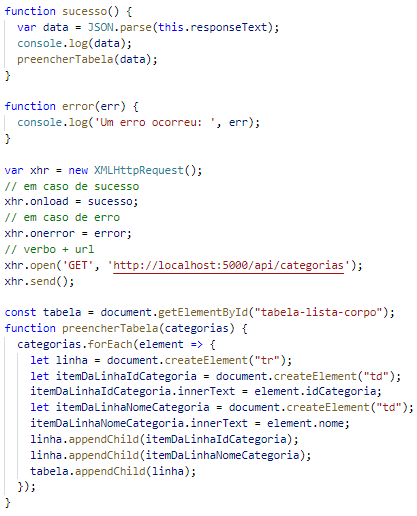 function sucesso() {
  var data = JSON.parse(this.responseText);
  console.log(data);
  preencherTabela(data);
}

function error(err) {
  console.log('Um erro ocorreu: ', err);
}

var xhr = new XMLHttpRequest();
// em caso de sucesso
xhr.onload = sucesso;
// em caso de erro
xhr.onerror = error;
// verbo + url
xhr.open('GET', 'http://localhost:5000/api/categorias');
xhr.send();

const tabela = document.getElementById("tabela-lista-corpo");
function preencherTabela(categorias) {
  categorias.forEach(element => {
    let linha = document.createElement("tr");
    let itemDaLinhaIdCategoria = document.createElement("td");
    itemDaLinhaIdCategoria.innerText = element.idCategoria;
    let itemDaLinhaNomeCategoria = document.createElement("td");
    itemDaLinhaNomeCategoria.innerText = element.nome;
    linha.appendChild(itemDaLinhaIdCategoria);
    linha.appendChild(itemDaLinhaNomeCategoria);
    tabela.appendChild(linha);
  });
}